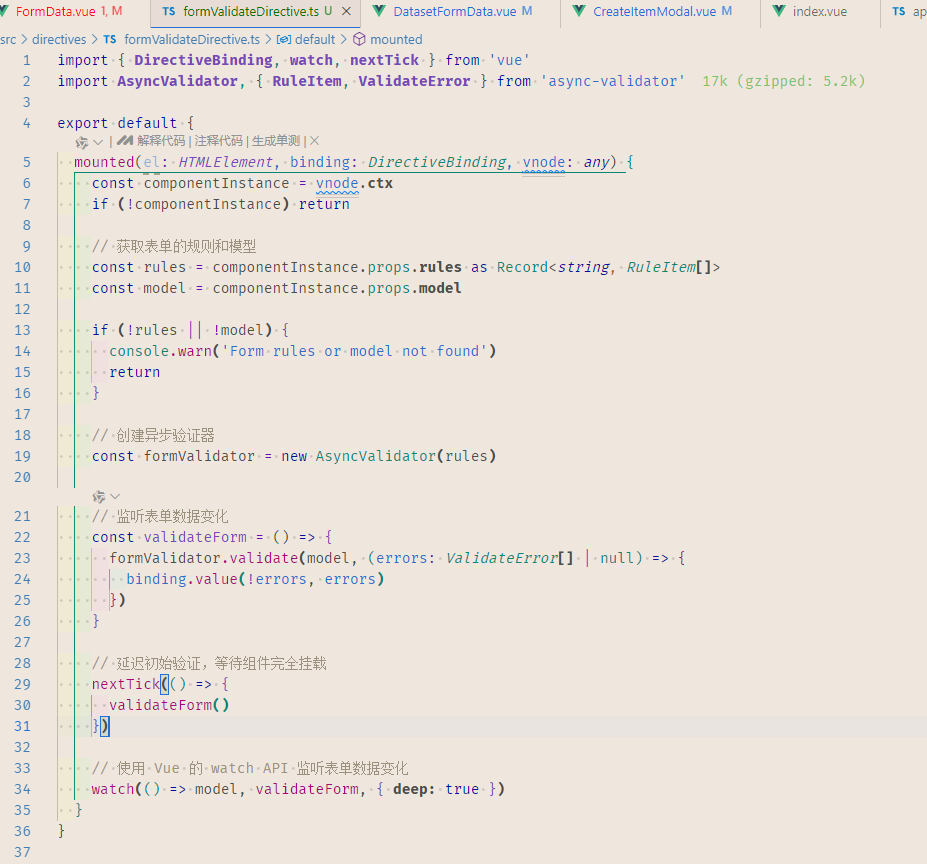 FormData.vue 1, M TS formValidateDirective.ts U DatasetFormData.vue M CreateItemModal.vue M index.vue TS ap
src > directives > TS formValidateDirective.ts > default > mounted
1 import { DirectiveBinding, watch, nextTick } from 'vue'
2 import AsyncValidator, { RuleItem, ValidateError } from 'async-validator' 17k (gzipped: 5.2k)
3
4 export default {
解释代码 | 注释代码 | 生成单测 |
5 mounted(el: HTMLElement, binding: DirectiveBinding, vnode: any) {
6 const componentInstance = vnode.ctx
7 if (!componentInstance) return
8
9 // 获取表单的规则和模型
10 const rules = componentInstance.props.rules as Record<string, RuleItem[]>
11 const model = componentInstance.props.model
12
13 if (!rules || !model) {
14 console.warn('Form rules or model not found')
15 return
16 }
17
18 // 创建异步验证器
19 const formValidator = new AsyncValidator(rules)
20
21 // 监听表单数据变化
22 const validateForm = () => {
23 formValidator.validate(model, (errors: ValidateError[] | null) => {
24 binding.value(!errors, errors)
25 })
26 }
27
28 // 延迟初始验证，等待组件完全挂载
29 nextTick(() => {
30 validateForm()
31 })
32
33 // 使用 Vue 的 watch API 监听表单数据变化
34 watch(() => model, validateForm, { deep: true })
35 }
36 }
37